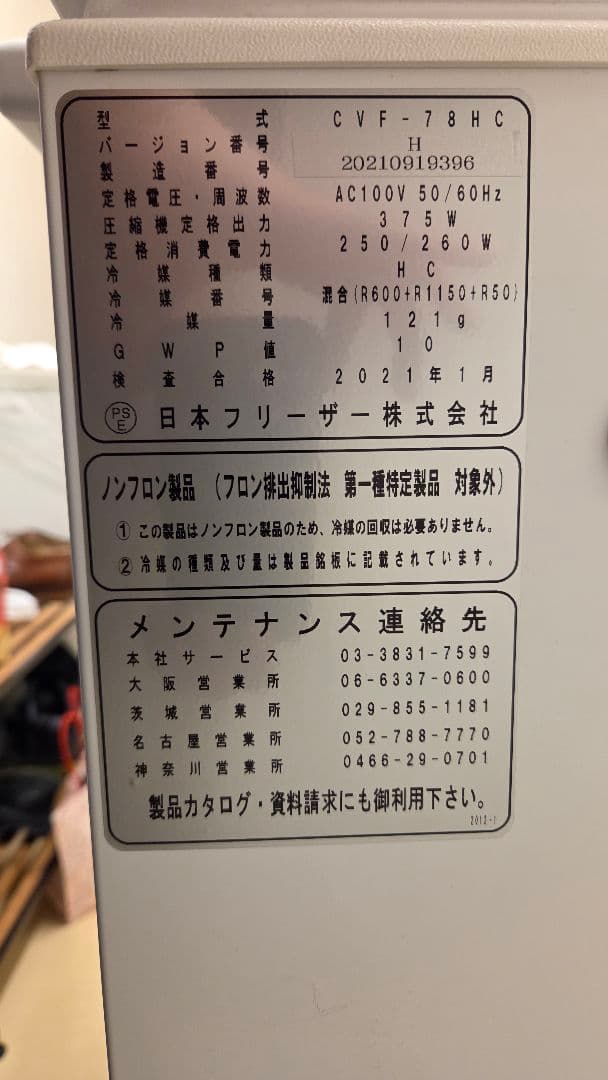 型式 CVF-78HC
バージョン番号 H
製造番号 20210919396
定格電圧・周波数 AC100V 50/60Hz
圧縮機定格出力 375W
定格消費電力 250/260W
冷媒種類 HC
冷媒番号 混合(R600+R1150+R50)
冷媒量 121g
GWP値 10
検査合格 2021年1月
PSE 日本フリーザー株式会社
ノンフロン製品 (フロン排出抑制法 第一種特定製品 対象外)
① この製品はノンフロン製品のため、冷媒の回収は必要ありません。
② 冷媒の種類及び量は製品銘板に記載されています。
メンテナンス連絡先
本社サービス 03-3831-7599
大阪営業所 06-6337-0600
茨城営業所 029-855-1181
名古屋営業所 052-788-7770
神奈川営業所 0466-29-0701
製品カタログ・資料請求にも御利用下さい。
2012-1